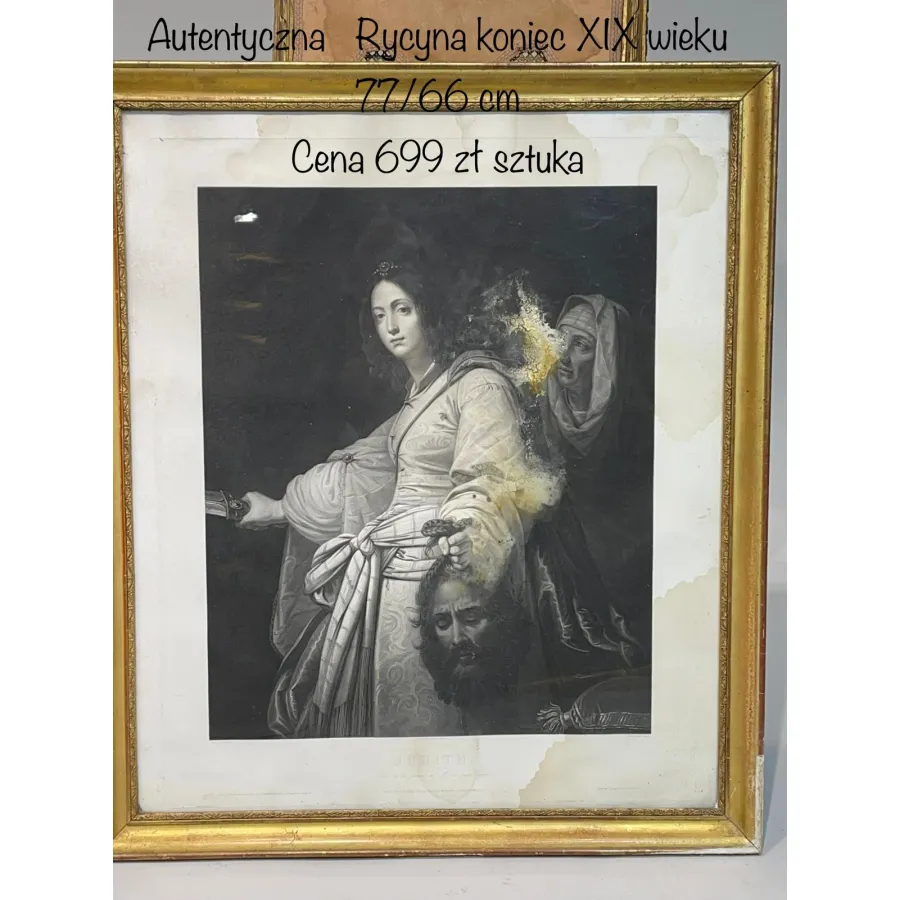 Autentyczna Rycyna koniec XIX wieku
77/66 cm
Cena 699 zł sztuka